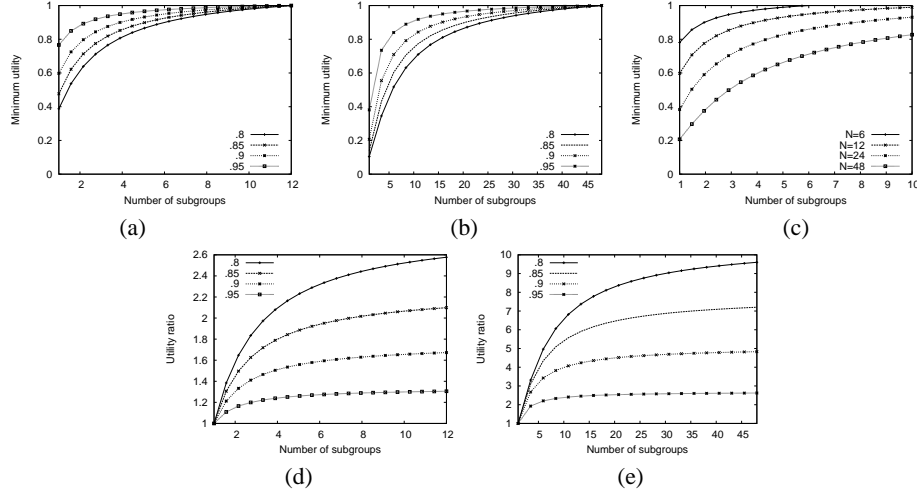 Minimum utility
1
0.8
0.6
0.4
0.2
0
.8
.85
.9
.95
2 4 6 8 10 12
Number of subgroups
(a)
Minimum utility
1
0.8
0.6
0.4
0.2
0
.8
.85
.9
.95
5 10 15 20 25 30 35 40 45
Number of subgroups
(b)
Minimum utility
1
0.8
0.6
0.4
0.2
0
N=6
N=12
N=24
N=48
1 2 3 4 5 6 7 8 9 10
Number of subgroups
(c)
Utility ratio
2.6
2.4
2.2
2
1.8
1.6
1.4
1.2
1
.8
.85
.9
.95
2 4 6 8 10 12
Number of subgroups
(d)
Utility ratio
10
9
8
7
6
5
4
3
2
1
.8
.85
.9
.95
5 10 15 20 25 30 35 40 45
Number of subgroups
(e)